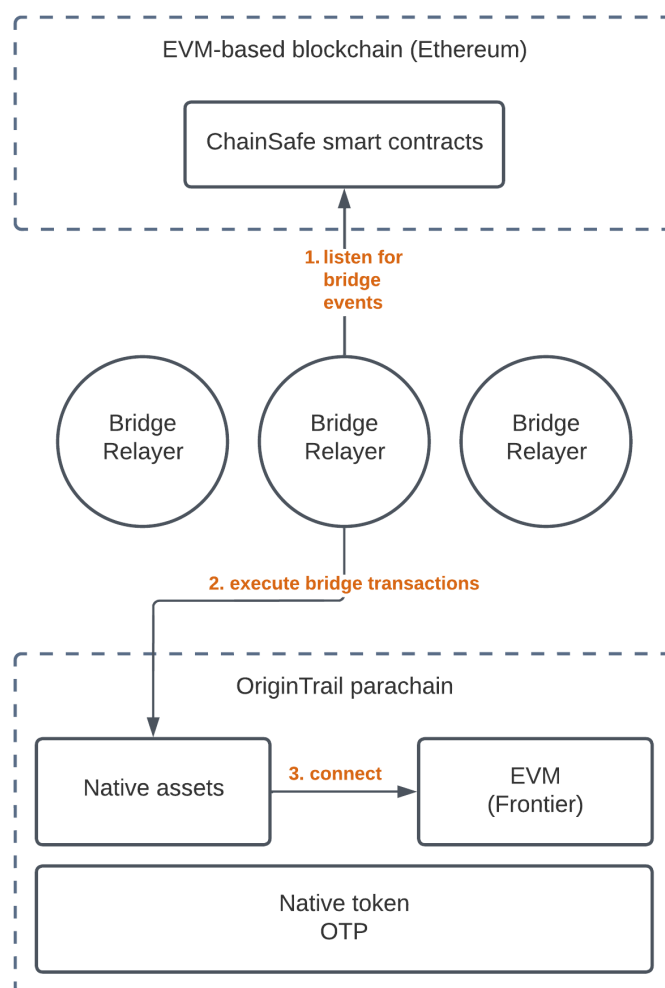 EVM-based blockchain (Ethereum)
ChainSafe smart contracts
1. listen for
bridge
events
Bridge
Relayer
Bridge
Relayer
Bridge
Relayer
2. execute bridge transactions
OriginTrail parachain
Native assets
3. connect
EVM
(Frontier)
Native token
OTP